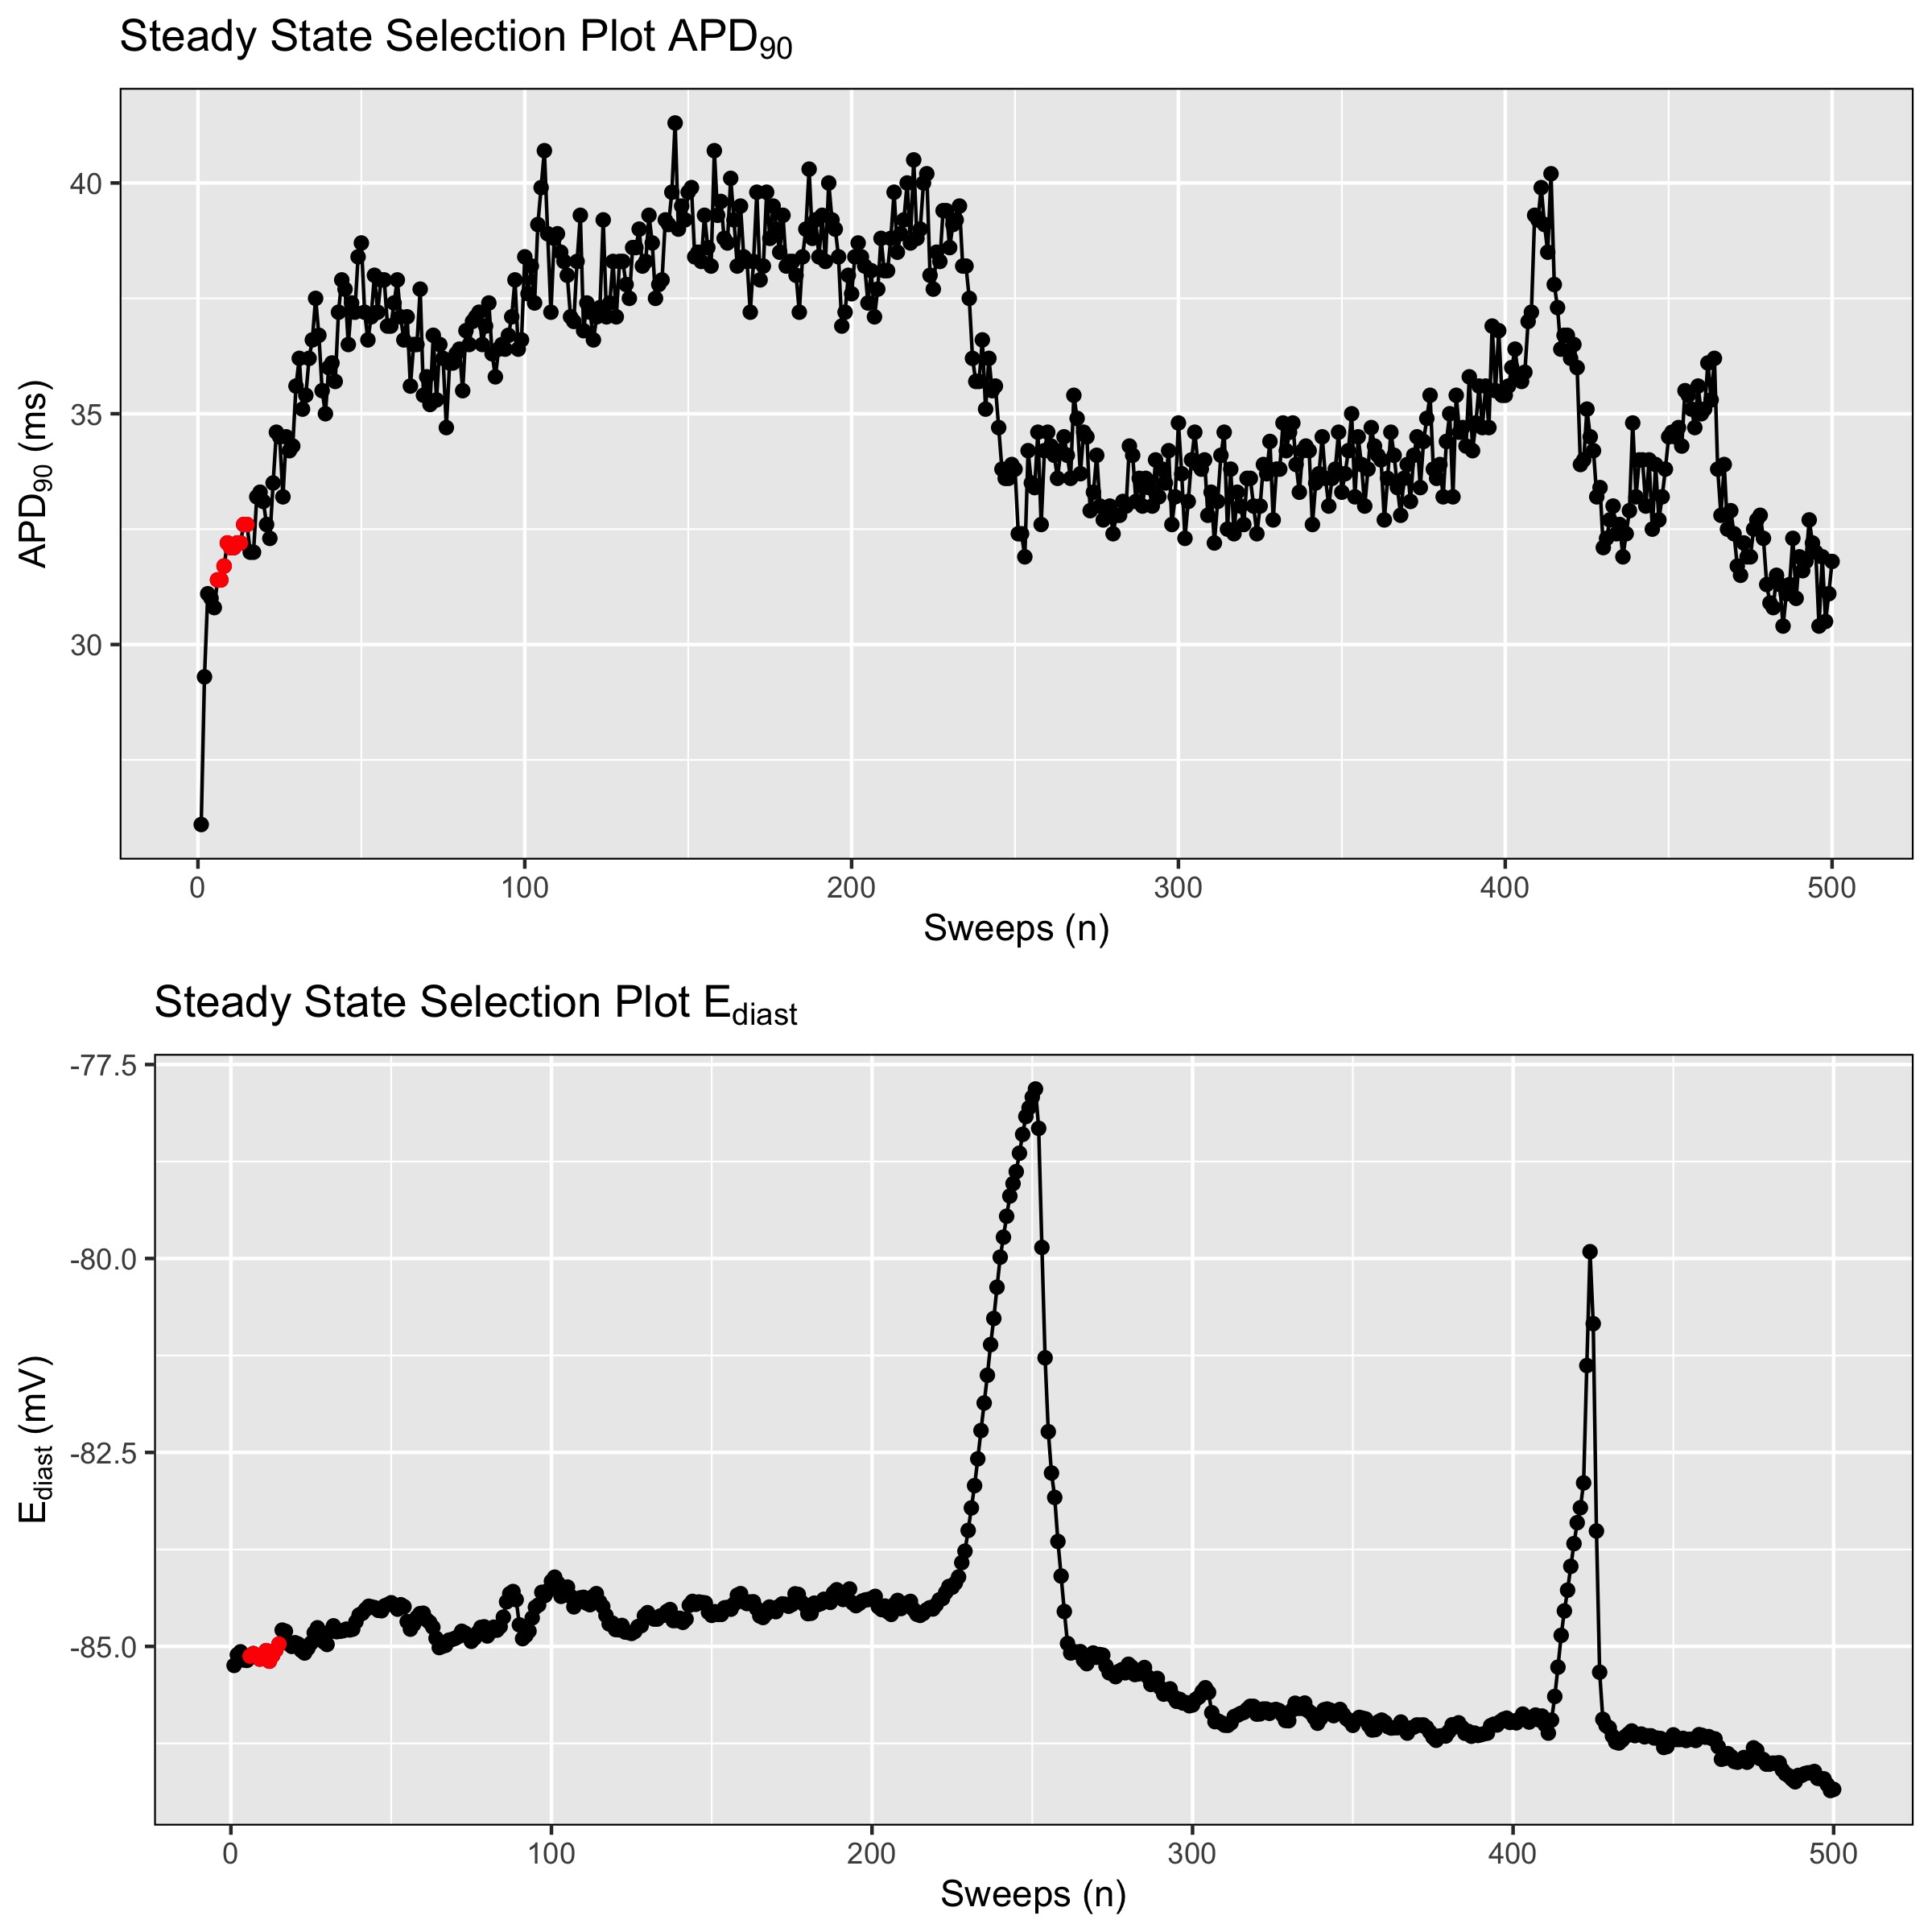 Steady State Selection Plot APD90
40
35
30
APD90 (ms)
0 100 200 300 400 500
Sweeps (n)
Steady State Selection Plot Ediast
-77.5
-80.0
-82.5
-85.0
Ediast (mV)
0 100 200 300 400 500
Sweeps (n)